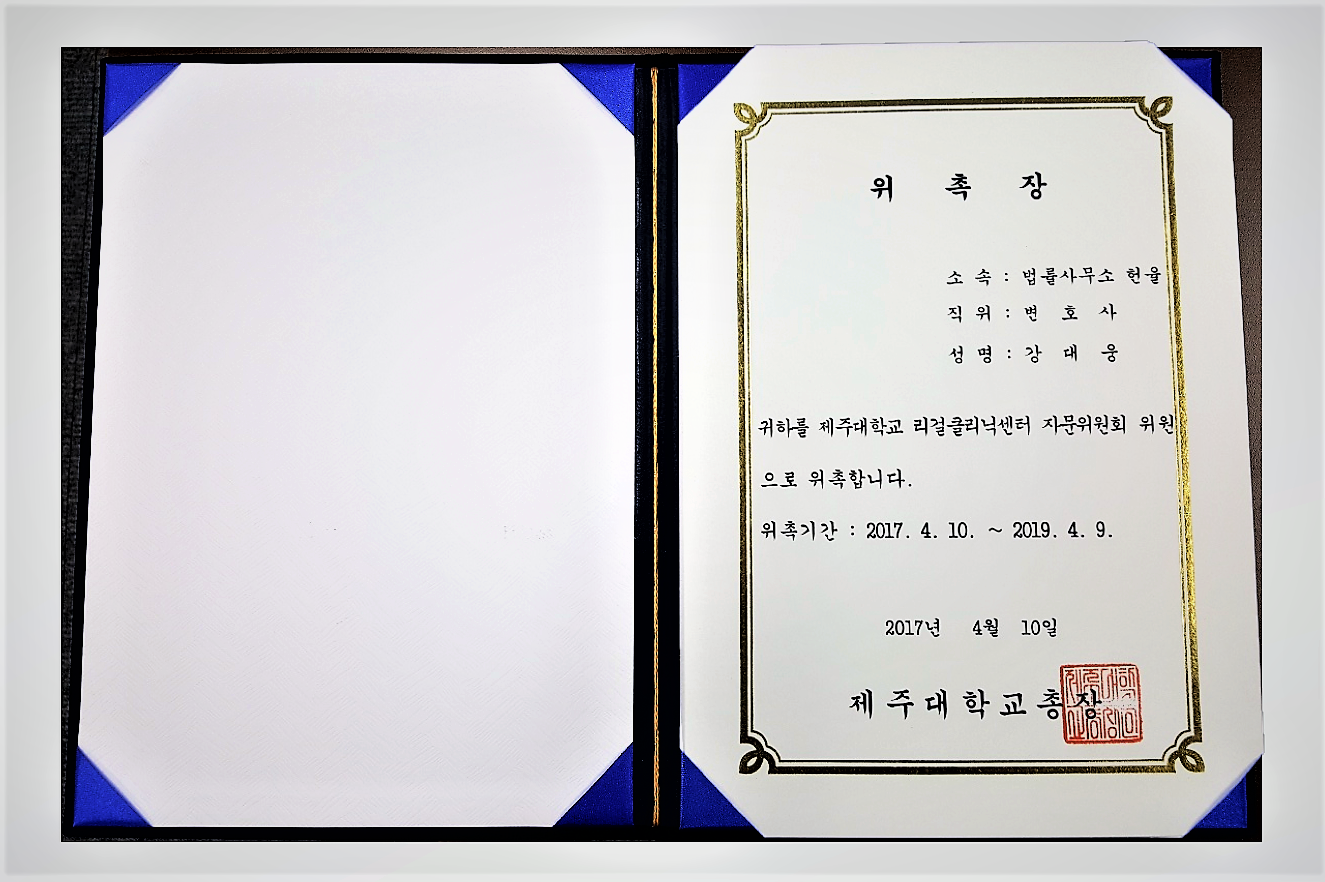 위 촉 장
소 속 : 법률사무소 헌율
직 위 : 변 호 사
성 명 : 강 대 웅
귀하를 제주대학교 리걸클리닉센터 자문위원회 위원
으로 위촉합니다.
위촉기간 : 2017. 4. 10. ~ 2019. 4. 9.
2017년 4월 10일
제주대학교총장